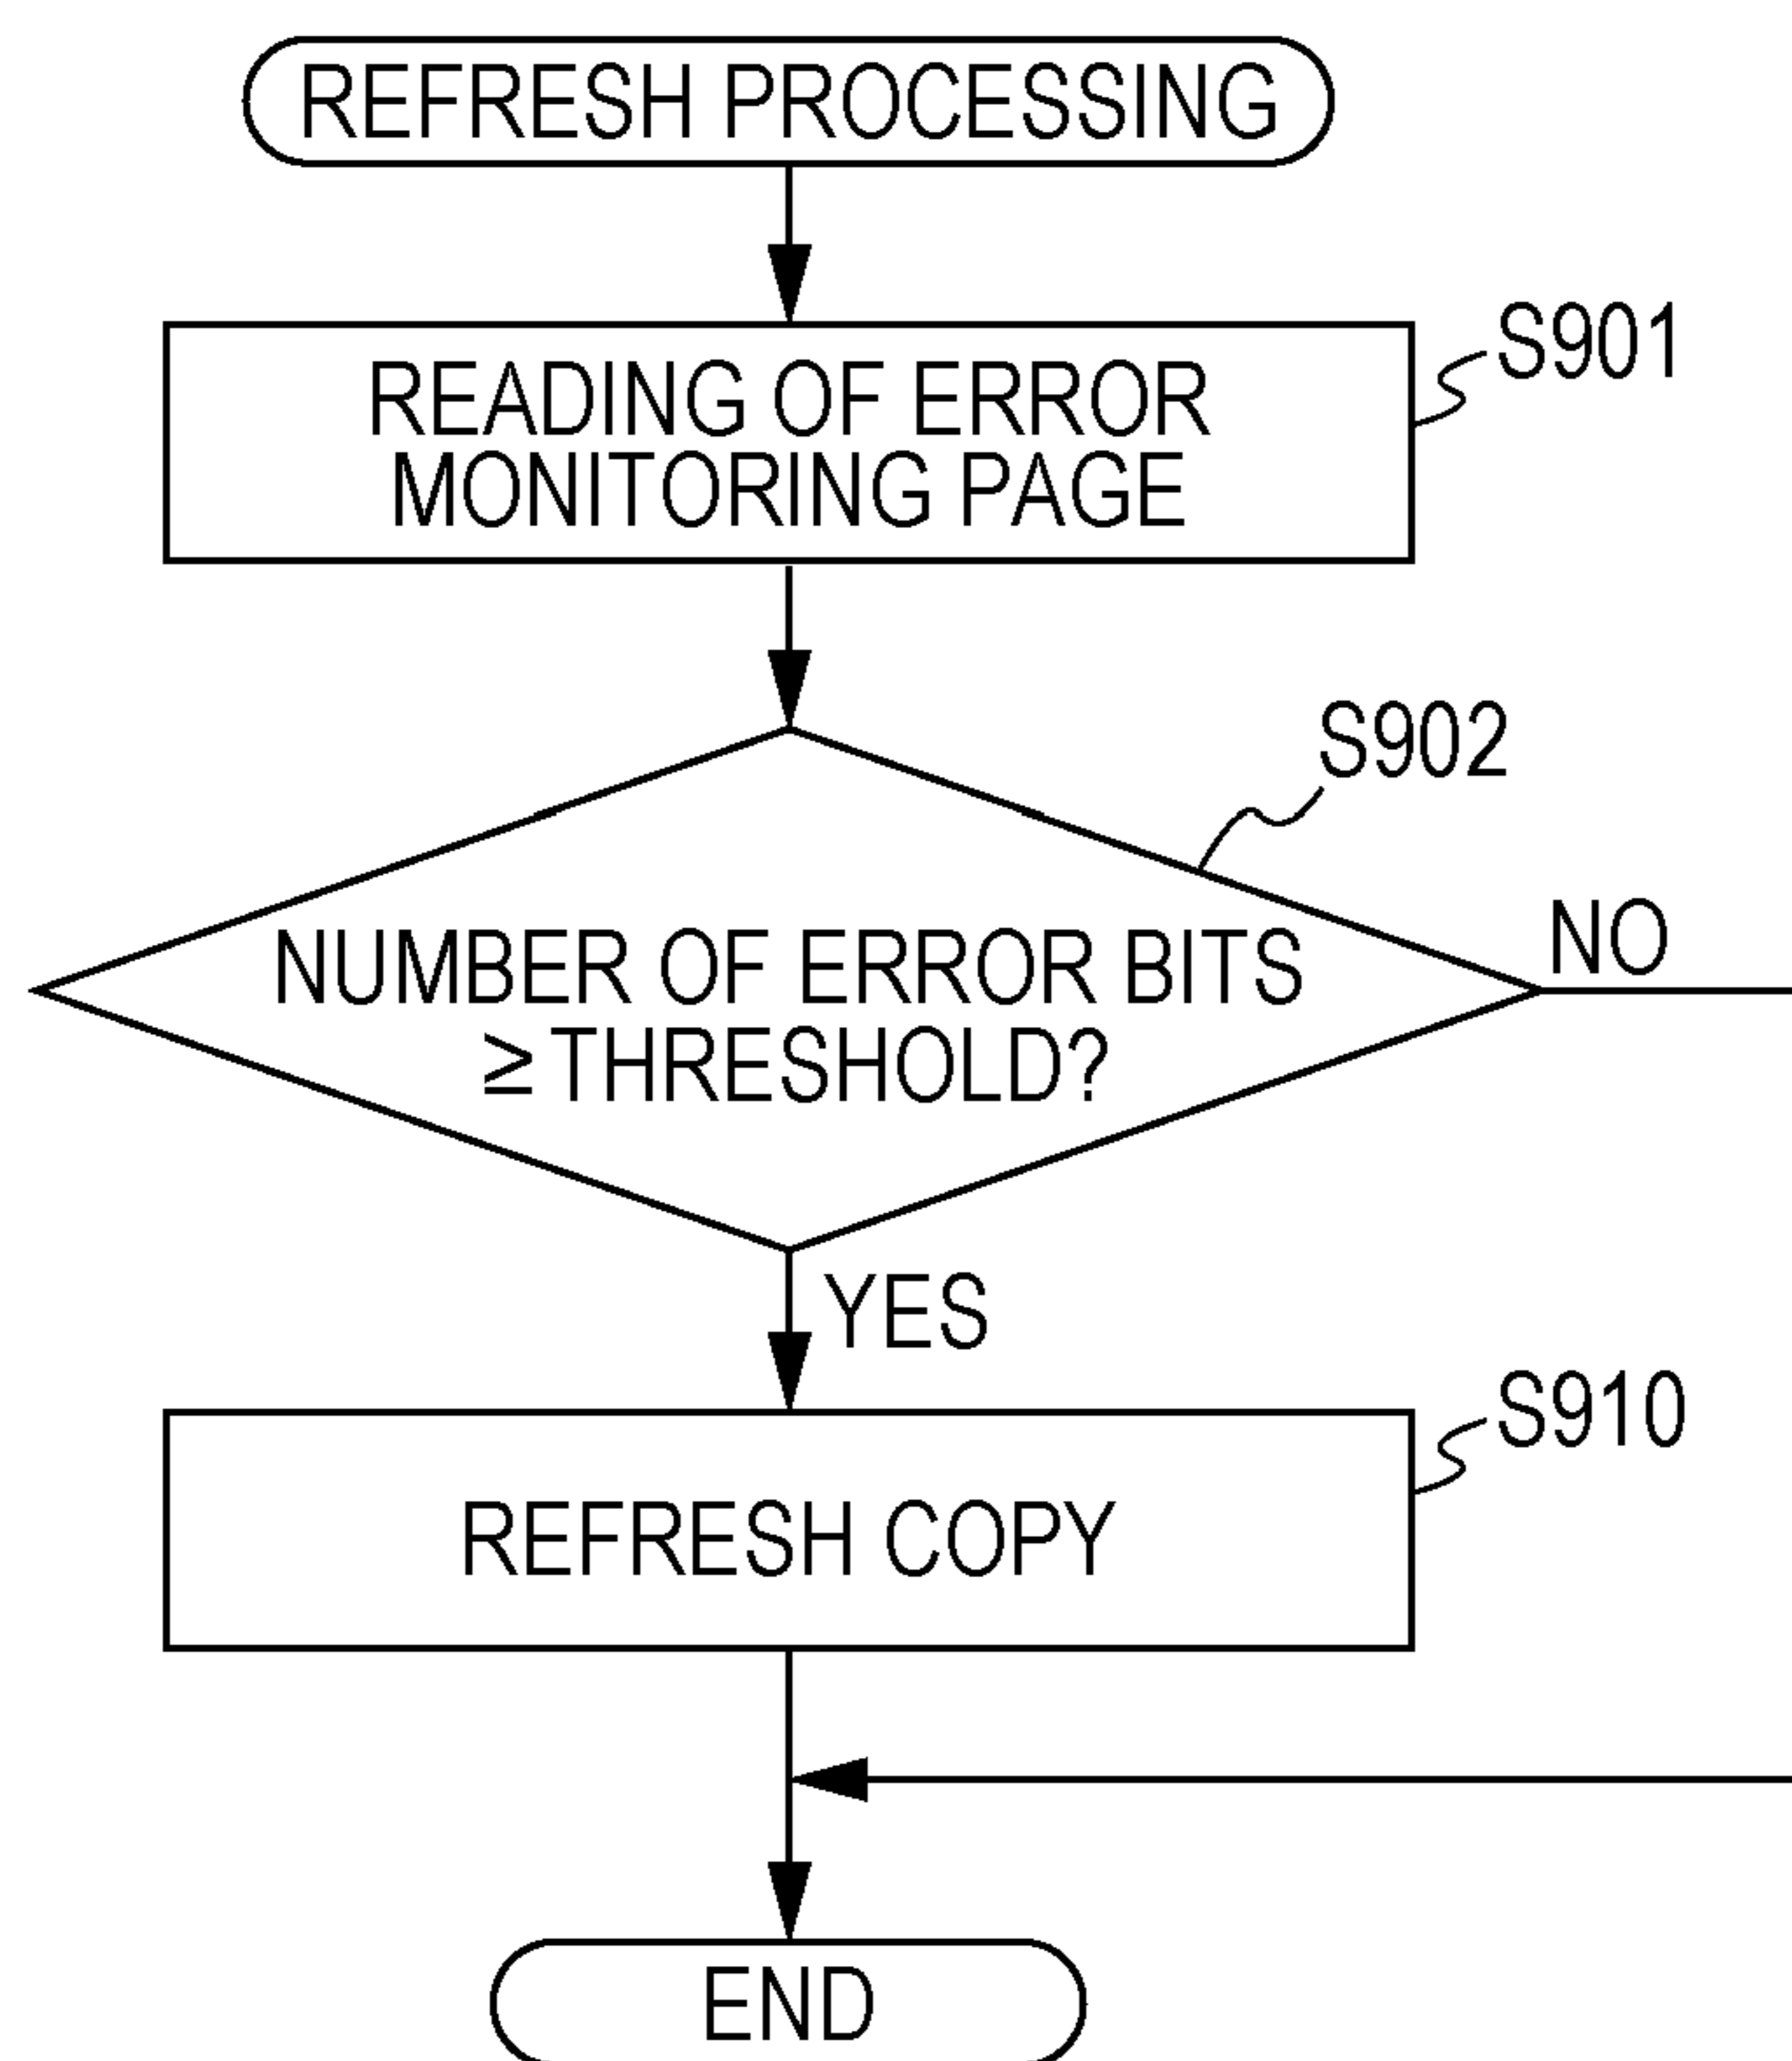 REFRESH PROCESSING
S901
READING OF ERROR
MONITORING PAGE
S902
NO
NUMBER OF ERROR BITS
≥ THRESHOLD?
YES
S910
REFRESH COPY
END